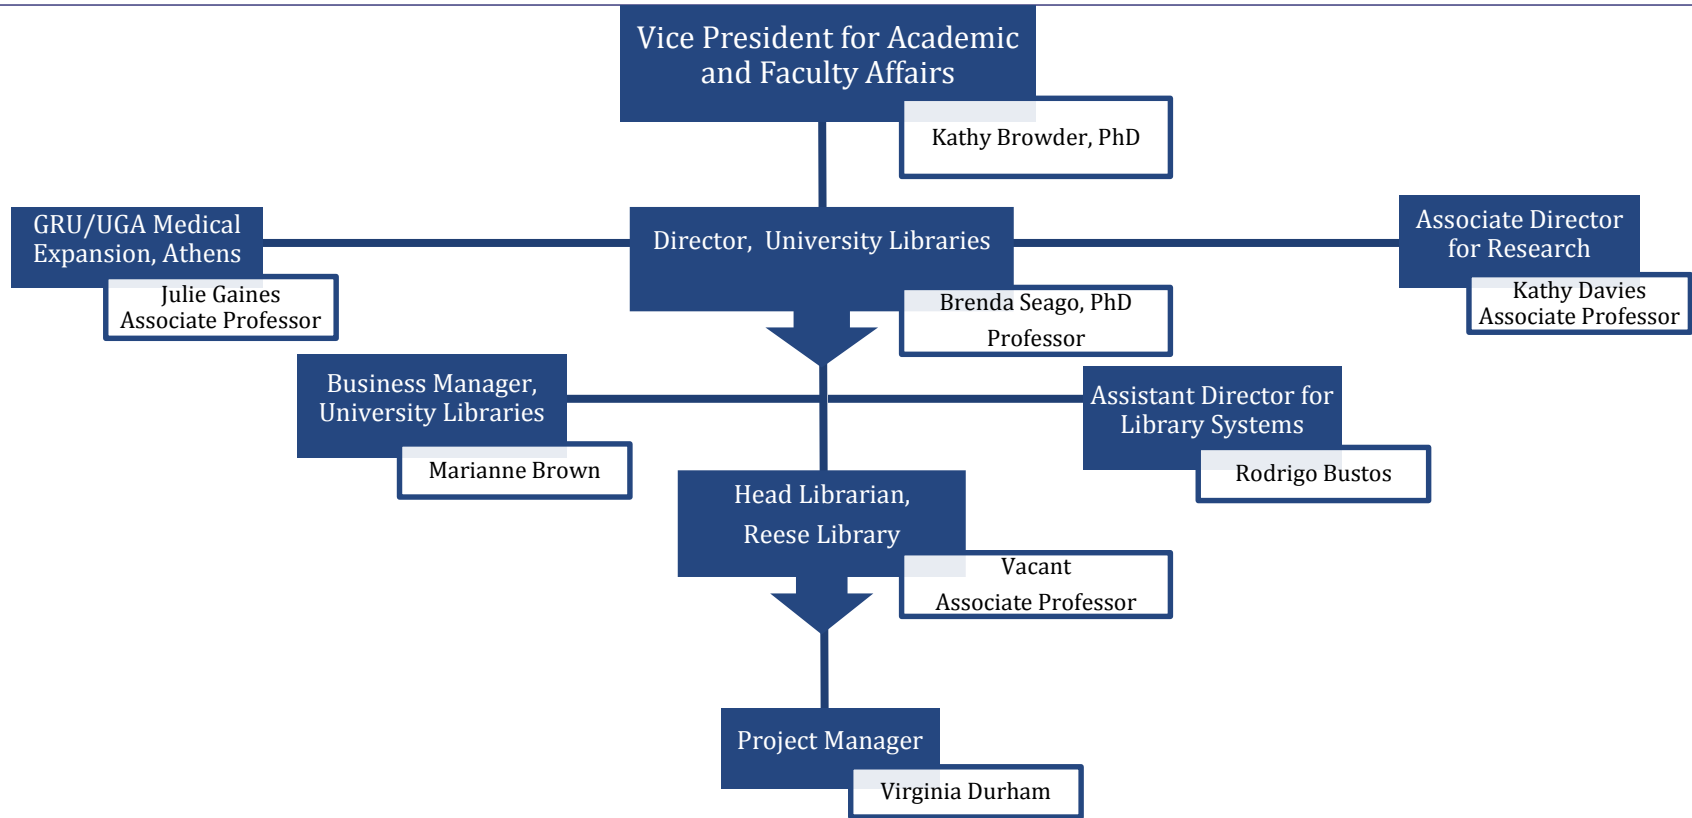 Vice President for Academic
and Faculty Affairs
Kathy Browder, PhD
GRU/UGA Medical
Expansion, Athens
Julie Gaines
Associate Professor
Director, University Libraries
Brenda Seago, PhD
Professor
Associate Director
for Research
Kathy Davies
Associate Professor
Business Manager,
University Libraries
Marianne Brown
Assistant Director for
Library Systems
Rodrigo Bustos
Head Librarian,
Reese Library
Vacant
Associate Professor
Project Manager
Virginia Durham